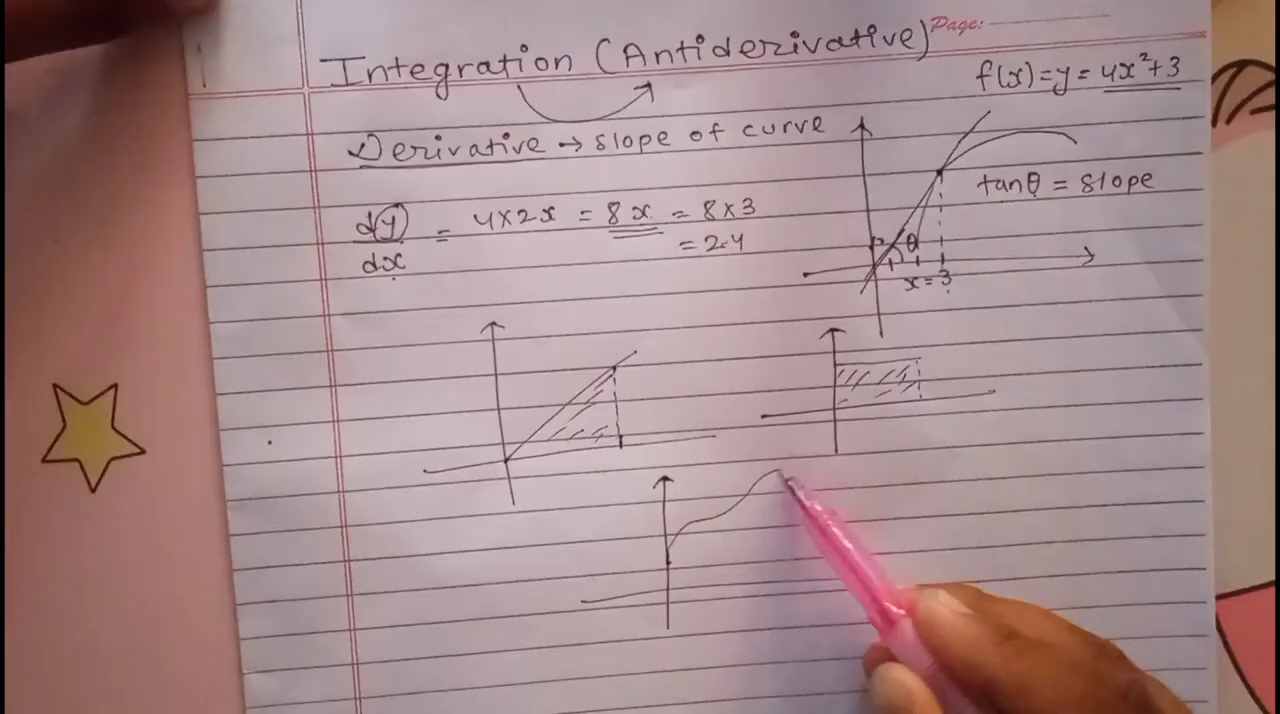 Page:
Integration (Antiderivative)
f(x)=y= 4x²+3
Derivative → slope of curve
tanθ = slope
dy/dx = 4×2x = 8x = 8×3
= 24
θ
x=3